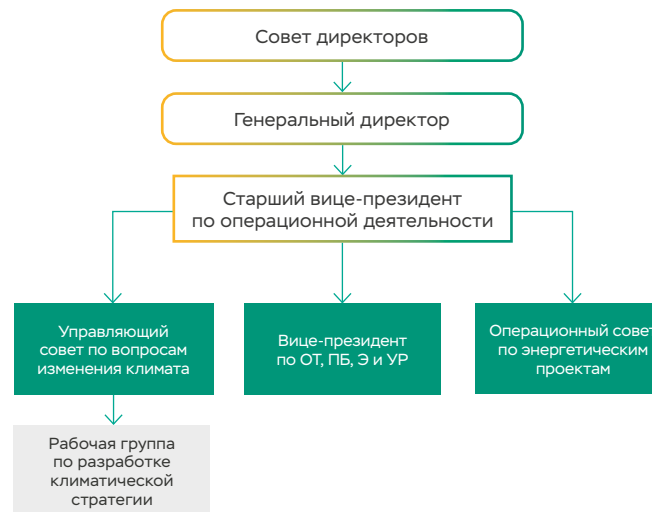 Совет директоров
Генеральный директор
Старший вице-президент
по операционной деятельности
Управляющий
совет по вопросам
изменения климата
Вице-президент
по ОТ, ПБ, Э и УР
Операционный совет
по энергетическим
проектам
Рабочая группа
по разработке
климатической
стратегии